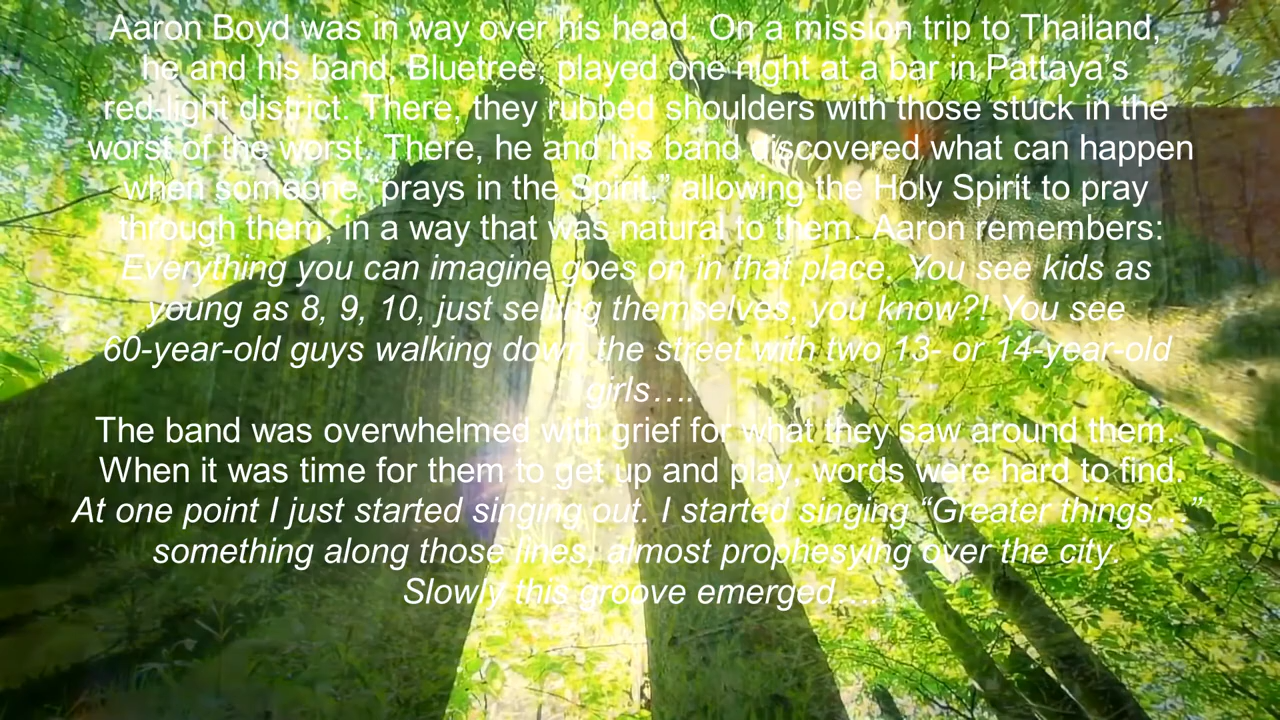 Aaron Boyd was in way over his head. On a mission trip to Thailand,
he and his band, Bluetree, played one night at a bar in Pattaya’s
red-light district. There, they rubbed shoulders with those stuck in the
worst of the worst. There, he and his band discovered what can happen
when someone “prays in the Spirit,” allowing the Holy Spirit to pray
through them, in a way that was natural to them. Aaron remembers:
Everything you can imagine goes on in that place. You see kids as
young as 8, 9, 10, just selling themselves, you know?! You see
60-year-old guys walking down the street with two 13- or 14-year-old
girls….
The band was overwhelmed with grief for what they saw around them.
When it was time for them to get up and play, words were hard to find.
At one point I just started singing out. I started singing “Greater things…”
something along those lines, almost prophesying over the city.
Slowly this groove emerged….